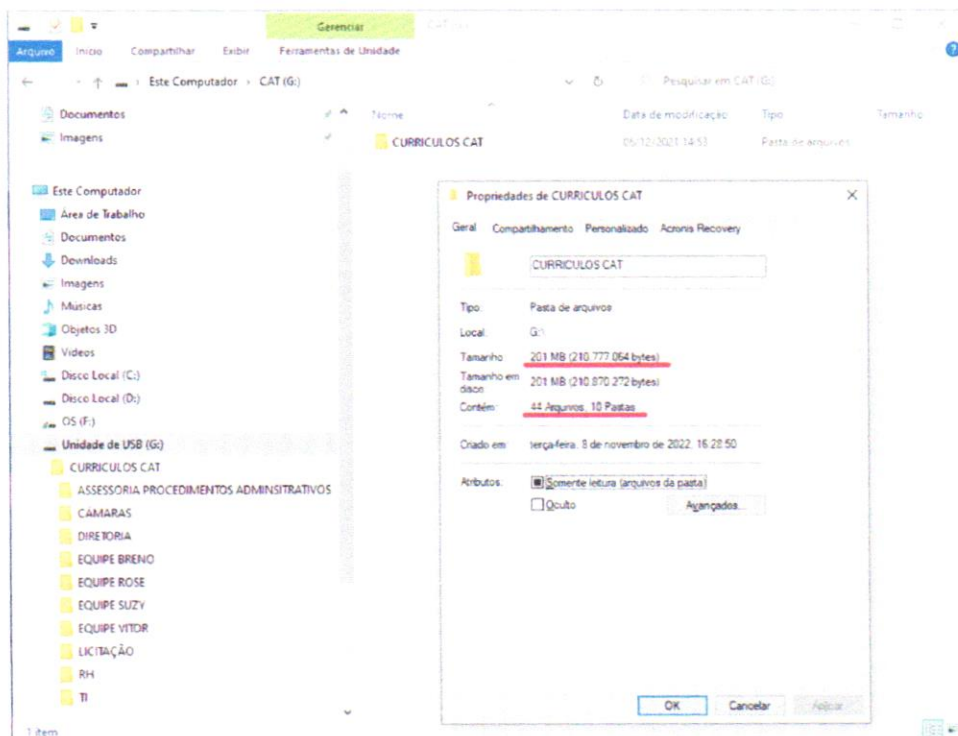 Gerenciar
Arquivo Início Compartilhar Exibir Ferramentas de Unidade
Este Computador › CAT (G:) Pesquisar em CAT (G:)
Documentos
Imagens
Nome Data de modificação Tipo Tamanho
CURRICULOS CAT 14:53 Pasta de arquivos
Este Computador
Área de Trabalho
Documentos
Downloads
Imagens
Músicas
Objetos 3D
Vídeos
Disco Local (C:)
Disco Local (D:)
OS (F:)
Unidade de USB (G:)
CURRICULOS CAT
ASSESSORIA PROCEDIMENTOS ADMINSITRATIVOS
CAMARAS
DIRETORIA
EQUIPE BRENO
EQUIPE ROSE
EQUIPE SUZY
EQUIPE VITOR
LICITAÇÃO
RH
TI
1 item
Propriedades de CURRICULOS CAT
Geral Compartilhamento Personalizado Acronis Recovery
CURRICULOS CAT
Tipo: Pasta de arquivos
Local: G:\
Tamanho: 201 MB (210.777.064 bytes)
Tamanho em disco: 201 MB (210.870.272 bytes)
Contém: 44 Arquivos, 10 Pastas
Criado em: terça-feira, 8 de novembro de 2022, 16:28:50
Atributos: Somente leitura (arquivos da pasta)
Oculto Avançados...
OK Cancelar Aplicar